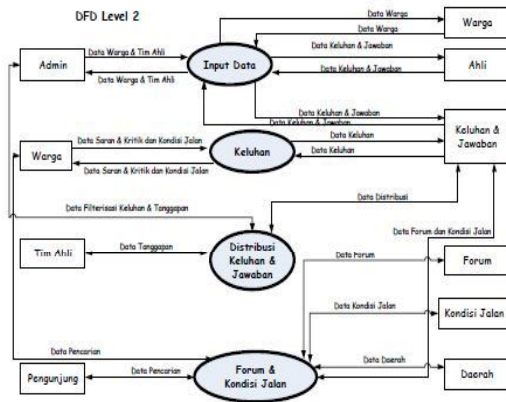 DFD Level 2
Data Warga
Data Warga
Warga
Admin
Data Warga & Tim Ahli
Data Warga & Tim Ahli
Input Data
Data Keluhan & Jawaban
Data Keluhan & Jawaban
Ahli
Data Keluhan & Jawaban
Data Keluhan & Jawaban
Keluhan &
Jawaban
Warga
Data Saran & Kritik dan Kondisi Jalan
Data Saran & Kritik dan Kondisi Jalan
Keluhan
Data Keluhan
Data Keluhan
Data Distribusi
Data Filterisasi Keluhan & Tanggapan
Tim Ahli
Data Tanggapan
Distribusi
Keluhan &
Jawaban
Data Forum dan Kondisi Jalan
Data Forum
Forum
Data Kondisi Jalan
Kondisi Jalan
Data Pencarian
Pengunjung
Data Pencarian
Forum &
Kondisi Jalan
Data Daerah
Daerah